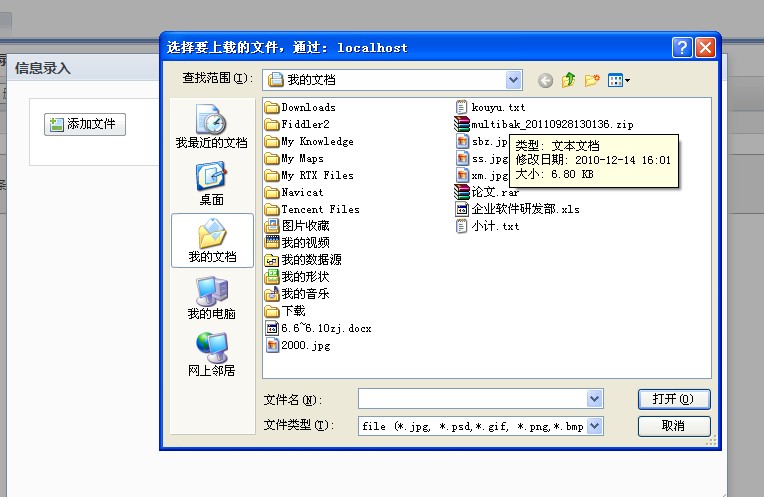 选择要上载的文件，通过: localhost
信息录入
查找范围(I):
我的文档
添加文件
我最近的文档
桌面
我的文档
我的电脑
网上邻居
Downloads
Fiddler2
My Knowledge
My Maps
My RTX Files
Navicat
Tencent Files
图片收藏
我的视频
我的数据源
我的形状
我的音乐
下载
6.6~6.10zj.docx
2000.jpg
kouyu.txt
multibak_20110928130136.zip
sbz.jp
ss.jpg
xm.jpg
论文.rar
企业软件研发部.xls
小计.txt
类型: 文本文档
修改日期: 2010-12-14 16:01
大小: 6.80 KB
文件名(N):
打开(O)
文件类型(T):
file (*.jpg, *.psd,*.gif, *.png,*.bmp
取消